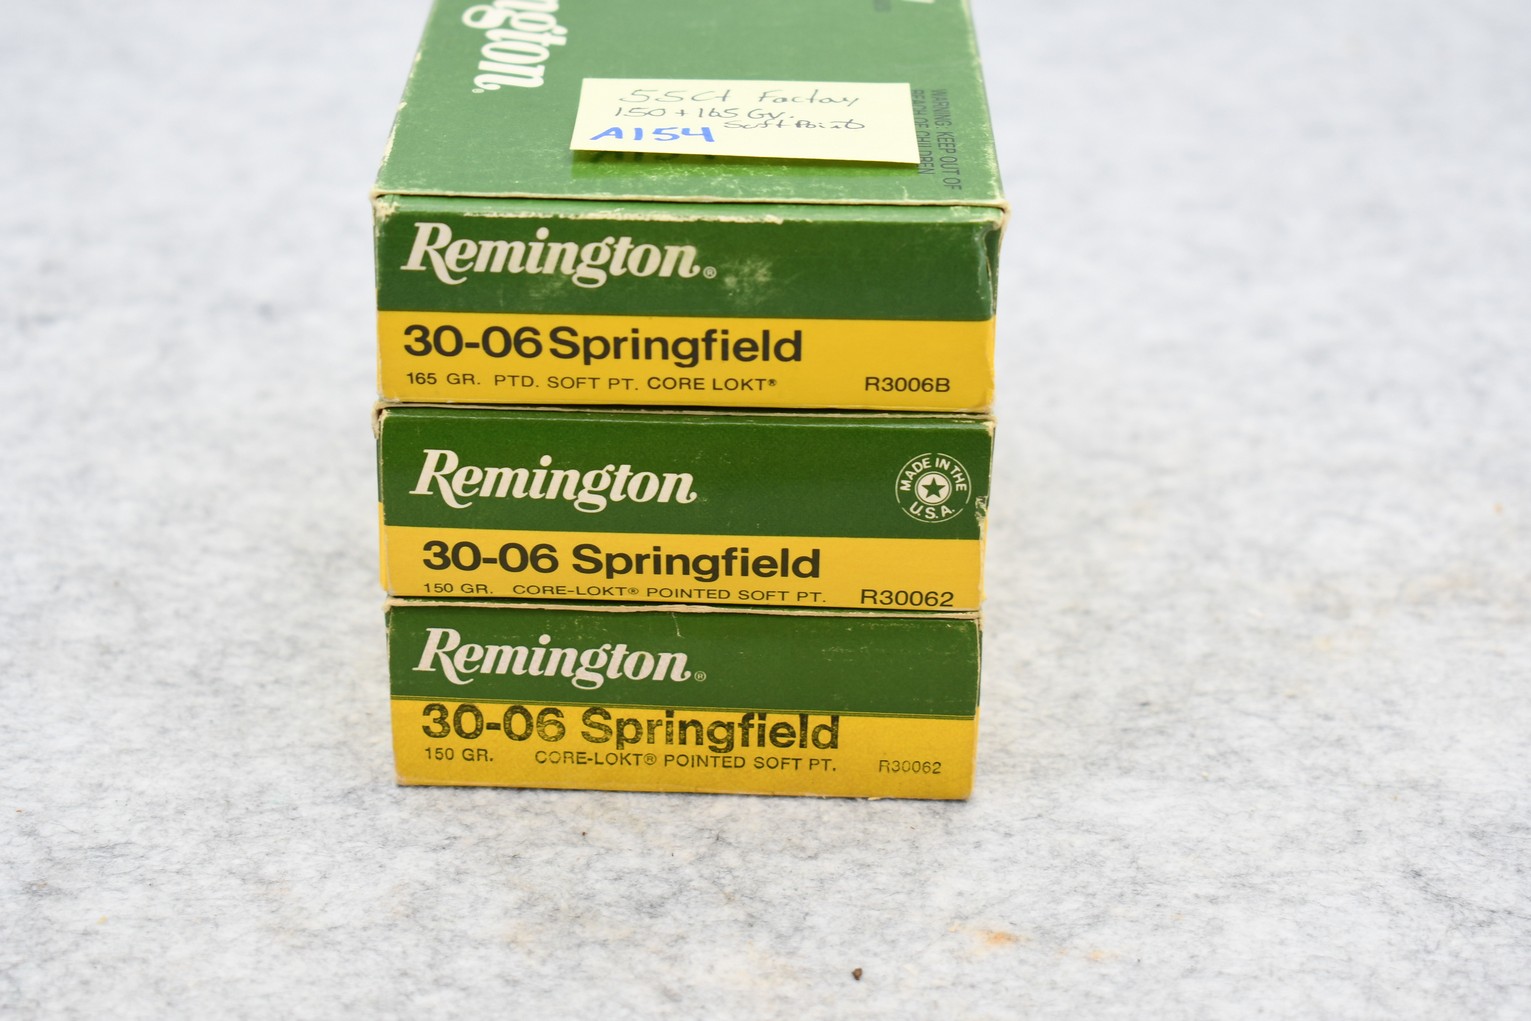 ngton®
WARNING KEEP OUT OF
REACH OF CHILDREN
55Ct Factory
150 + 165 Gr.
Soft Point
A154
Remington®
30-06 Springfield
165 GR. PTD. SOFT PT. CORE LOKT® R3006B
Remington
MADE IN THE
U.S.A.
30-06 Springfield
150 GR. CORE-LOKT® POINTED SOFT PT. R30062
Remington®
30-06 Springfield
150 GR. CORE-LOKT® POINTED SOFT PT. R30062